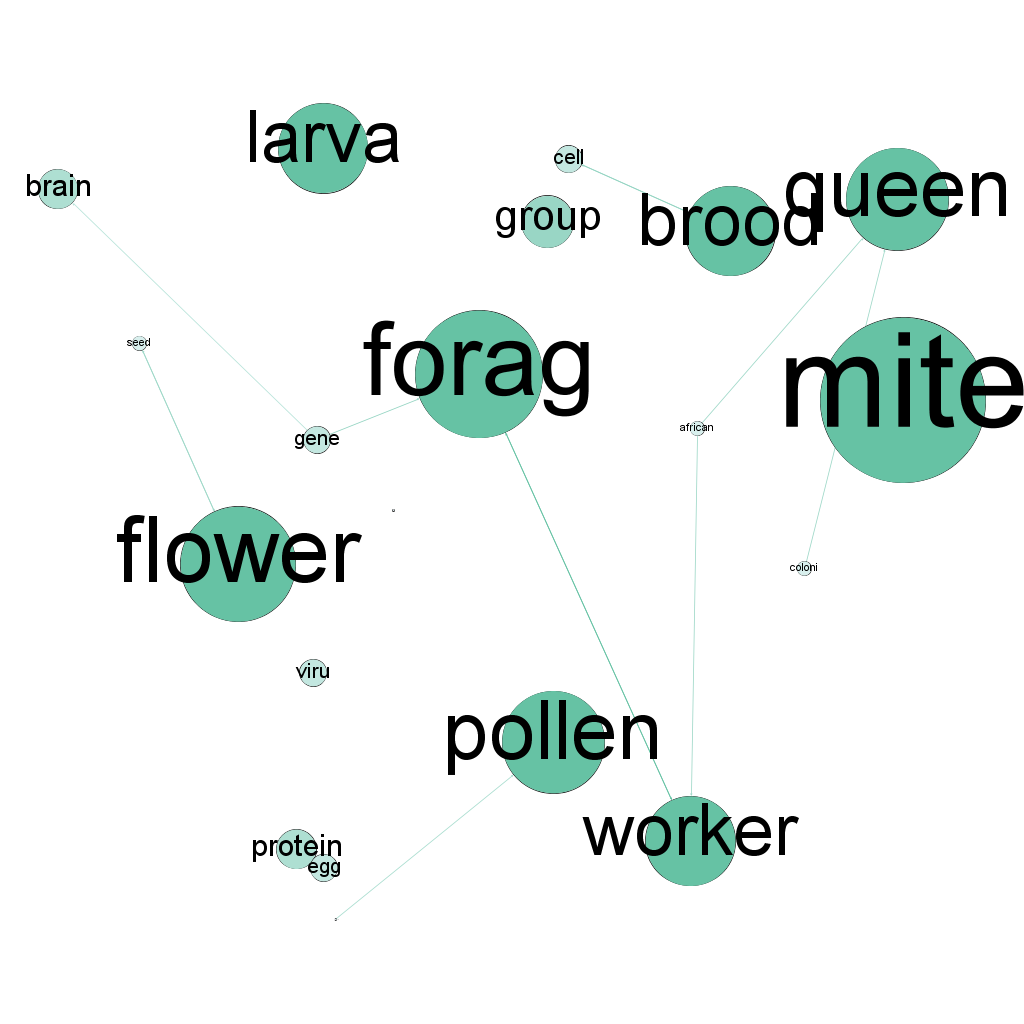 larva
cell
brain
queen
group
brood
seed
forag
mite
african
gene
flower
coloni
viru
pollen
worker
protein
egg